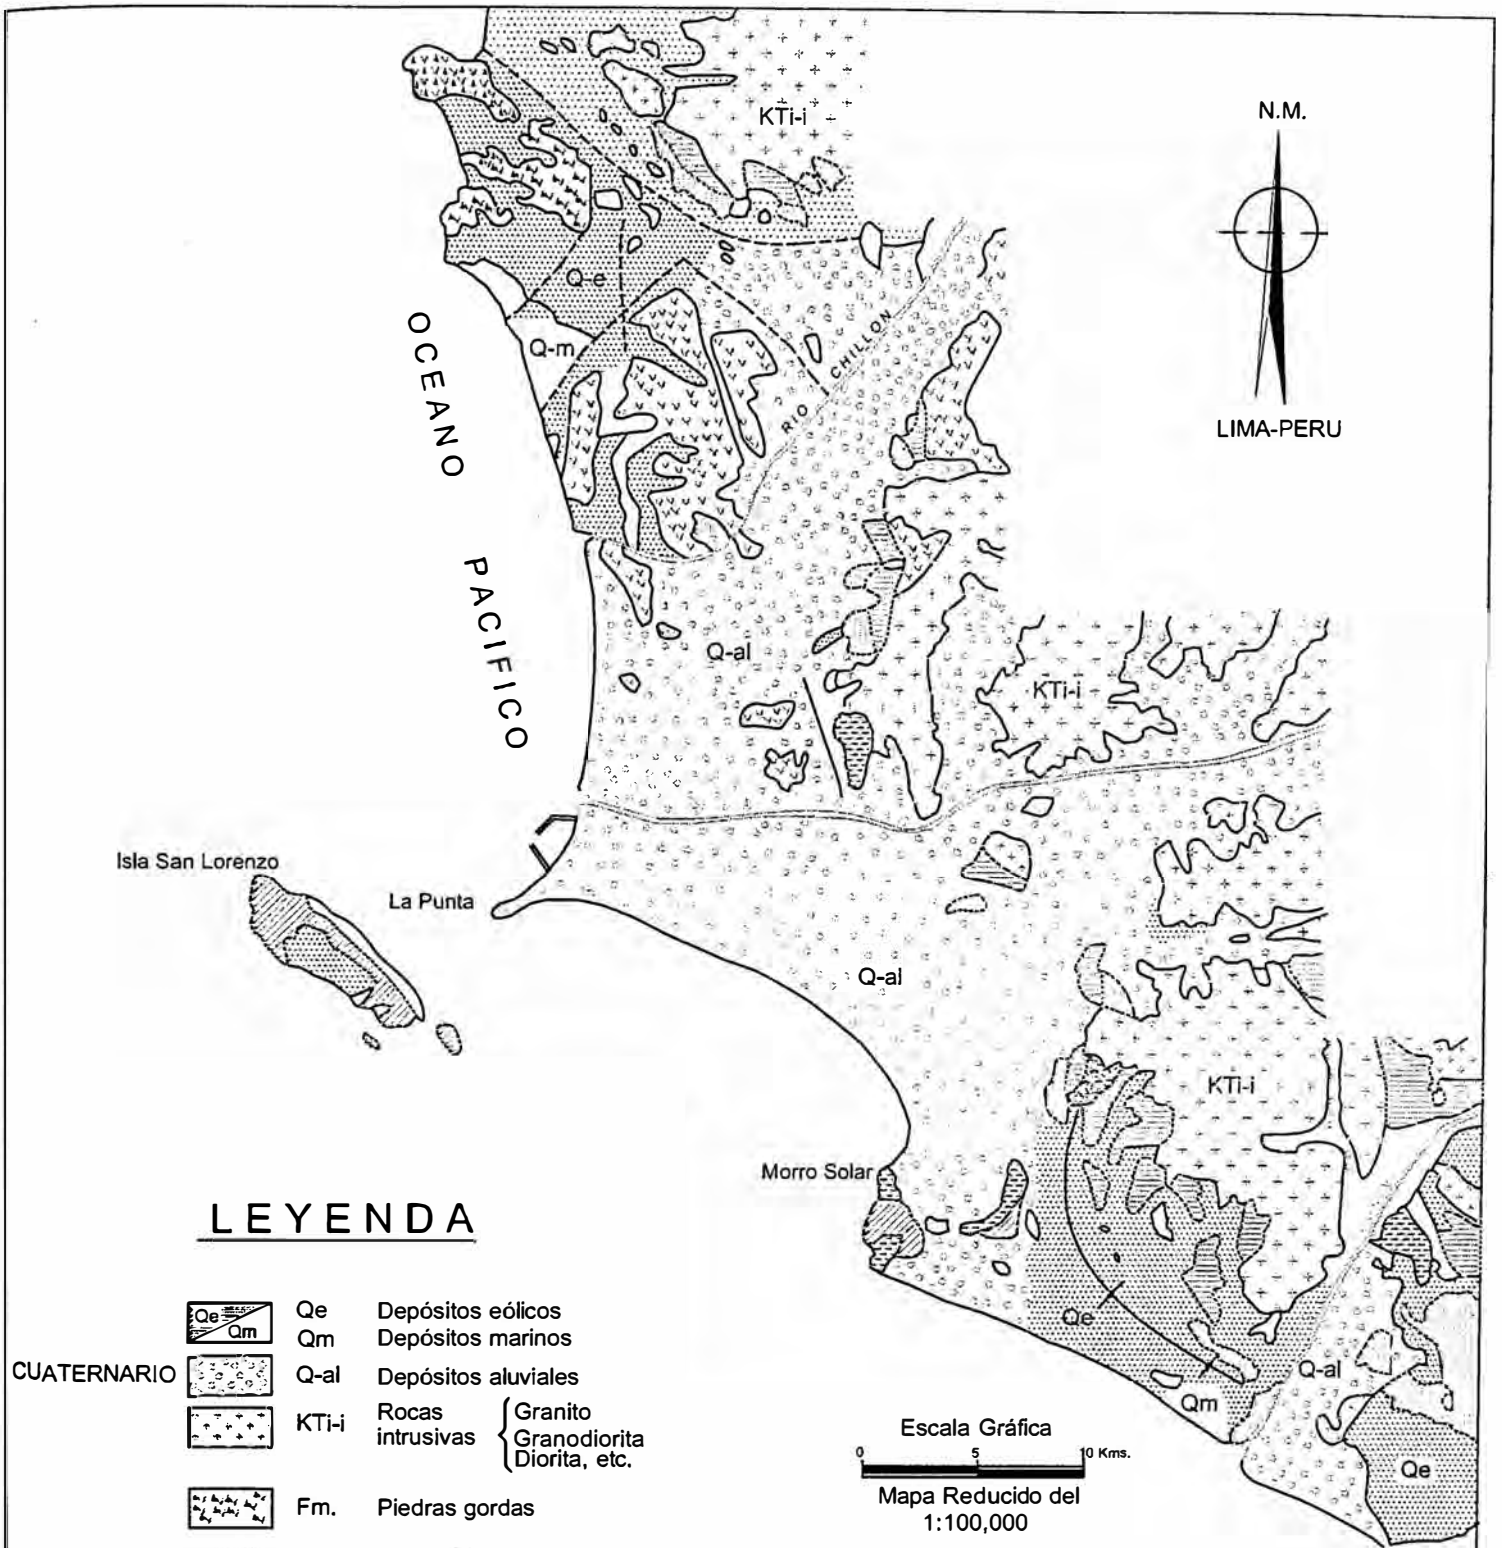 N.M.
LIMA-PERU
KTi-i
Q-e
Q-m
OCEANO PACIFICO
RIO CHILLON
Q-al
KTi-i
Isla San Lorenzo
La Punta
Q-al
KTi-i
Morro Solar
Qe
Qm
Q-al
Qe
LEYENDA
CUATERNARIO
Qe
Qm
Qe Depósitos eólicos
Qm Depósitos marinos
Q-al Depósitos aluviales
KTi-i Rocas intrusivas
Granito
Granodiorita
Diorita, etc.
Fm. Piedras gordas
Escala Gráfica
0 5 10 Kms.
Mapa Reducido del
1:100,000